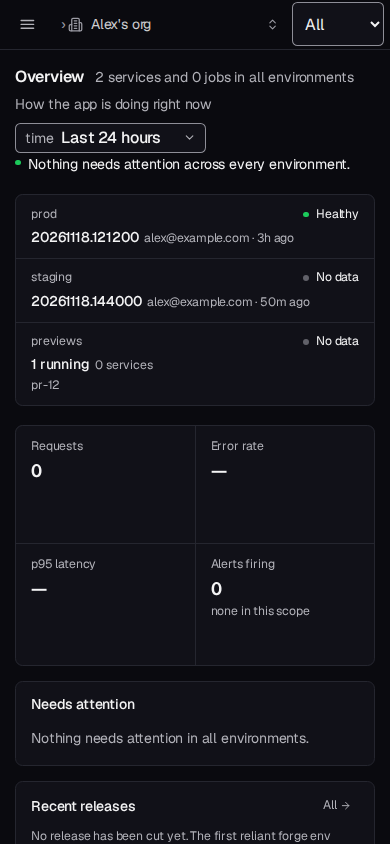 › Alex's org All
Overview 2 services and 0 jobs in all environments
How the app is doing right now
time Last 24 hours
Nothing needs attention across every environment.
prod Healthy
20261118.121200 alex@example.com · 3h ago
staging No data
20261118.144000 alex@example.com · 50m ago
previews No data
1 running 0 services
pr-12
Requests Error rate
0 —
p95 latency Alerts firing
— 0
none in this scope
Needs attention
Nothing needs attention in all environments.
Recent releases All →
No release has been cut yet. The first reliant forge env